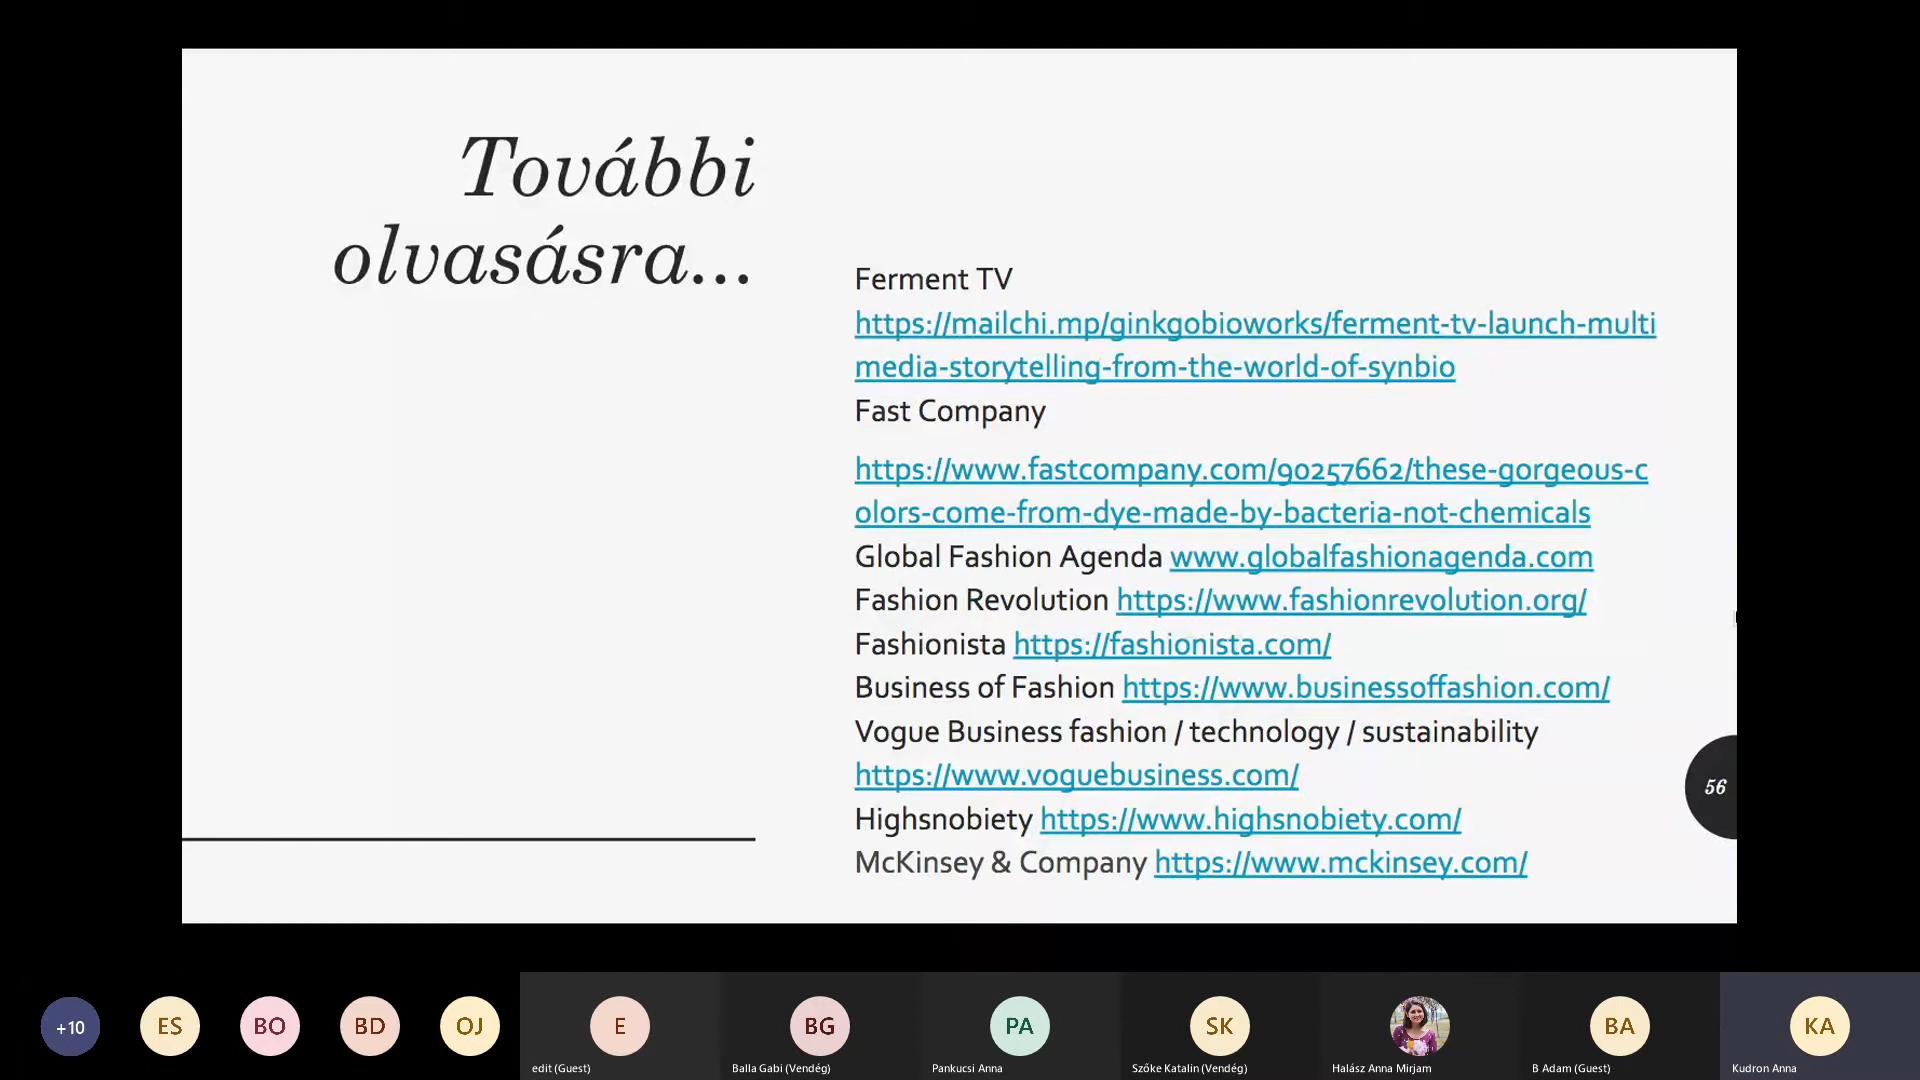 További
olvasásra...
Ferment TV
https://mailchi.mp/ginkgobioworks/ferment-tv-launch-multi
media-storytelling-from-the-world-of-synbio
Fast Company
https://www.fastcompany.com/90257662/these-gorgeous-c
olors-come-from-dye-made-by-bacteria-not-chemicals
Global Fashion Agenda www.globalfashionagenda.com
Fashion Revolution https://www.fashionrevolution.org/
Fashionista https://fashionista.com/
Business of Fashion https://www.businessoffashion.com/
Vogue Business fashion / technology / sustainability
https://www.voguebusiness.com/
Highsnobiety https://www.highsnobiety.com/
McKinsey & Company https://www.mckinsey.com/
56
+10 ES BO BD OJ E BG PA SK BA KA
edit (Guest) Balla Gabi (Vendég) Pankucsi Anna Szőke Katalin (Vendég) Halász Anna Mirjam B Adam (Guest) Kudron Anna